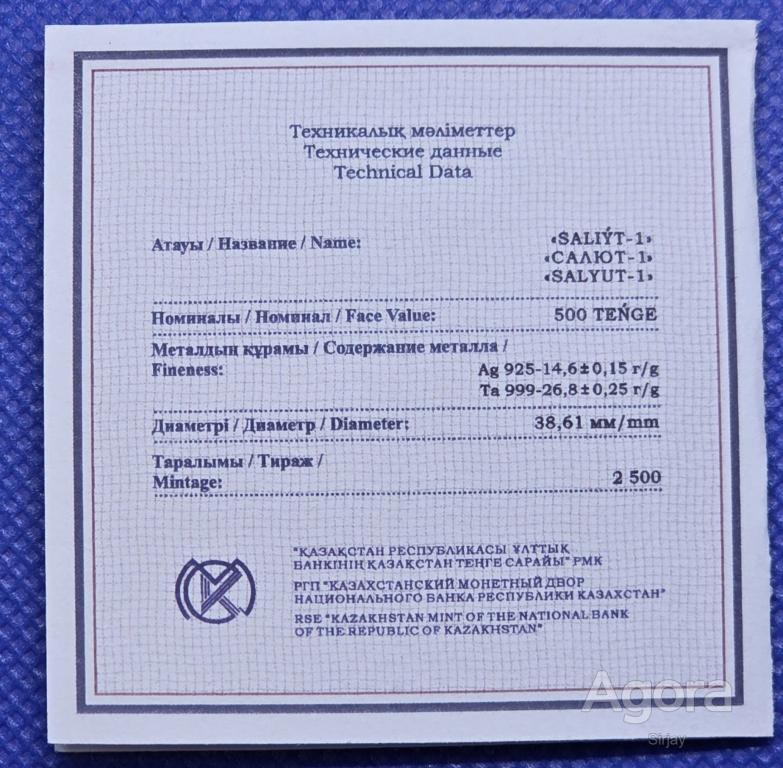 Техникалық мәліметтер
Технические данные
Technical Data
Атауы / Название / Name: «SALIÝT-1»
«САЛЮТ-1»
«SALYUT-1»
Номиналы / Номинал / Face Value: 500 TEŃGE
Металдың құрамы / Содержание металла /
Fineness: Ag 925-14,6±0,15 г/g
Ta 999-26,8±0,25 г/g
Диаметрі / Диаметр / Diameter: 38,61 мм/mm
Таралымы / Тираж /
Mintage: 2 500
"ҚАЗАҚСТАН РЕСПУБЛИКАСЫ ҰЛТТЫҚ
БАНКІНІҢ ҚАЗАҚСТАН ТЕҢГЕ САРАЙЫ" РМК
РГП "КАЗАХСТАНСКИЙ МОНЕТНЫЙ ДВОР
НАЦИОНАЛЬНОГО БАНКА РЕСПУБЛИКИ КАЗАХСТАН"
RSE "KAZAKHSTAN MINT OF THE NATIONAL BANK
OF THE REPUBLIC OF KAZAKHSTAN"
Agora
Sirjay